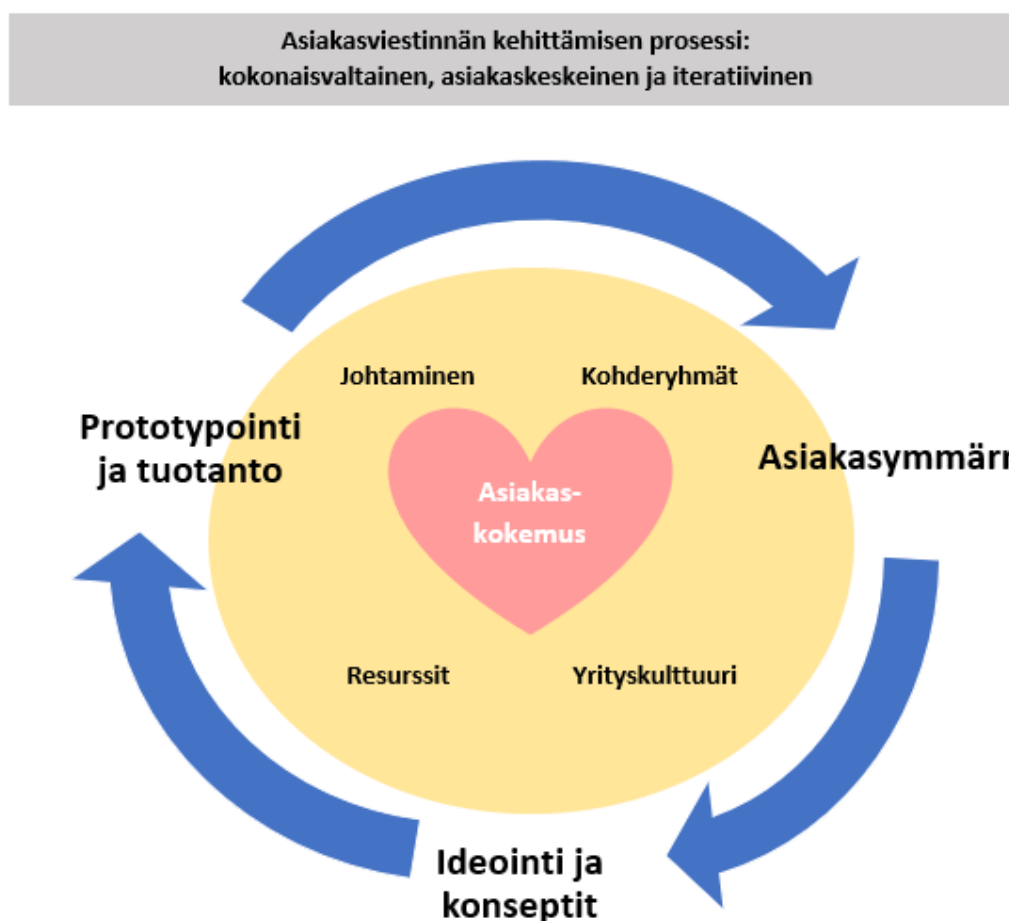 Asiakasviestinnän kehittämisen prosessi:
kokonaisvaltainen, asiakaskeskeinen ja iteratiivinen
Johtaminen
Kohderyhmät
Prototypointi
ja tuotanto
Asiakasymmärr
Asiakas-
kokemus
Resurssit
Yrityskulttuuri
Ideointi ja
konseptit